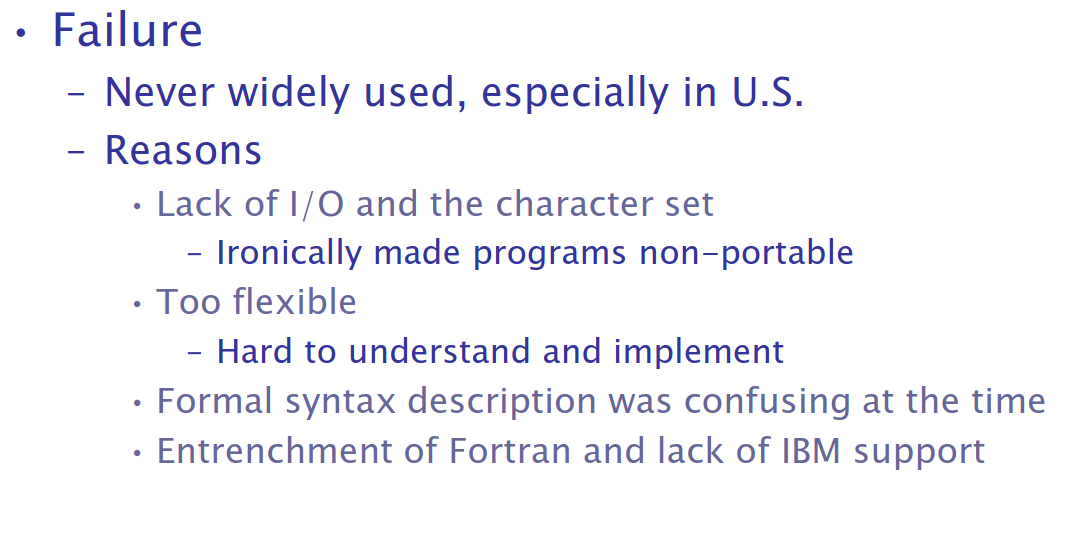 • Failure
– Never widely used, especially in U.S.
– Reasons
• Lack of I/O and the character set
– Ironically made programs non-portable
• Too flexible
– Hard to understand and implement
• Formal syntax description was confusing at the time
• Entrenchment of Fortran and lack of IBM support